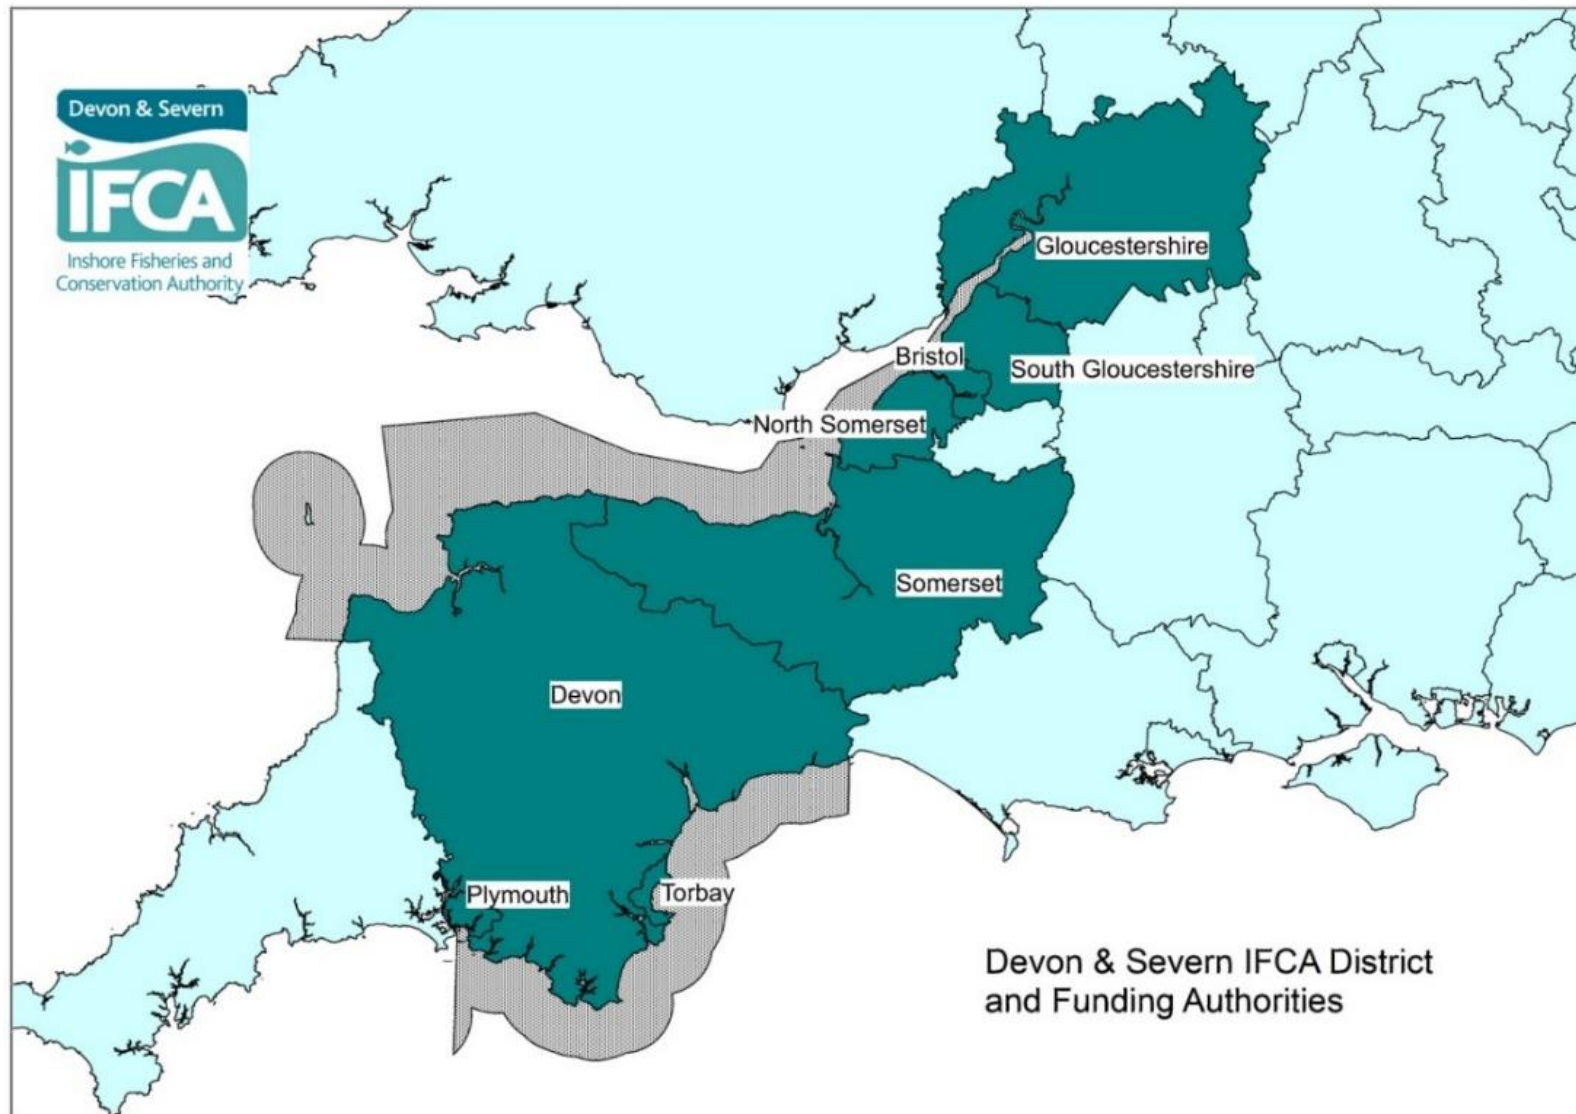 Devon & Severn
IFCA
Inshore Fisheries and
Conservation Authority
Gloucestershire
Bristol
South Gloucestershire
North Somerset
Somerset
Devon
Plymouth
Torbay
Devon & Severn IFCA District
and Funding Authorities